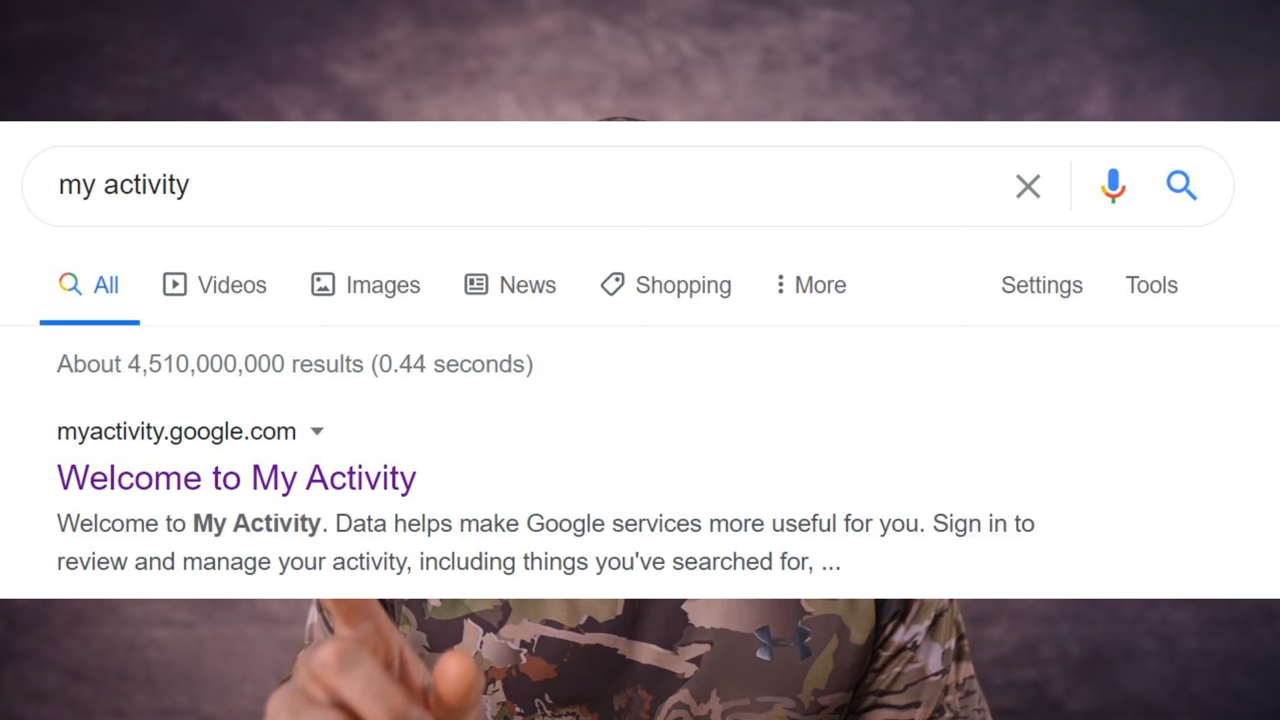 my activity
All Videos Images News Shopping More Settings Tools
About 4,510,000,000 results (0.44 seconds)
myactivity.google.com
Welcome to My Activity
Welcome to My Activity. Data helps make Google services more useful for you. Sign in to
review and manage your activity, including things you've searched for, ...